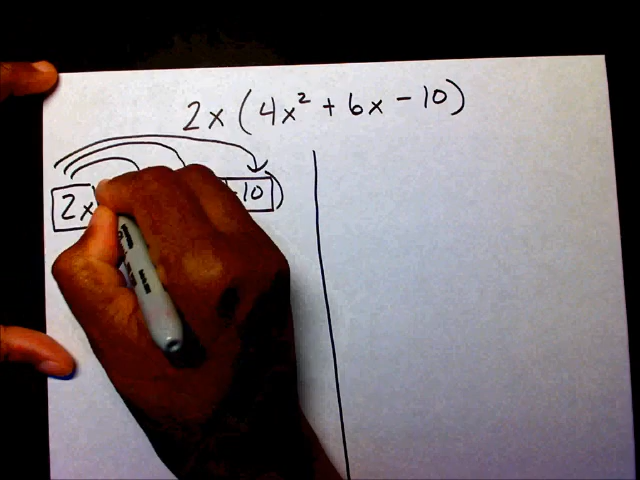 2x (4x² + 6x - 10)
2x -10)